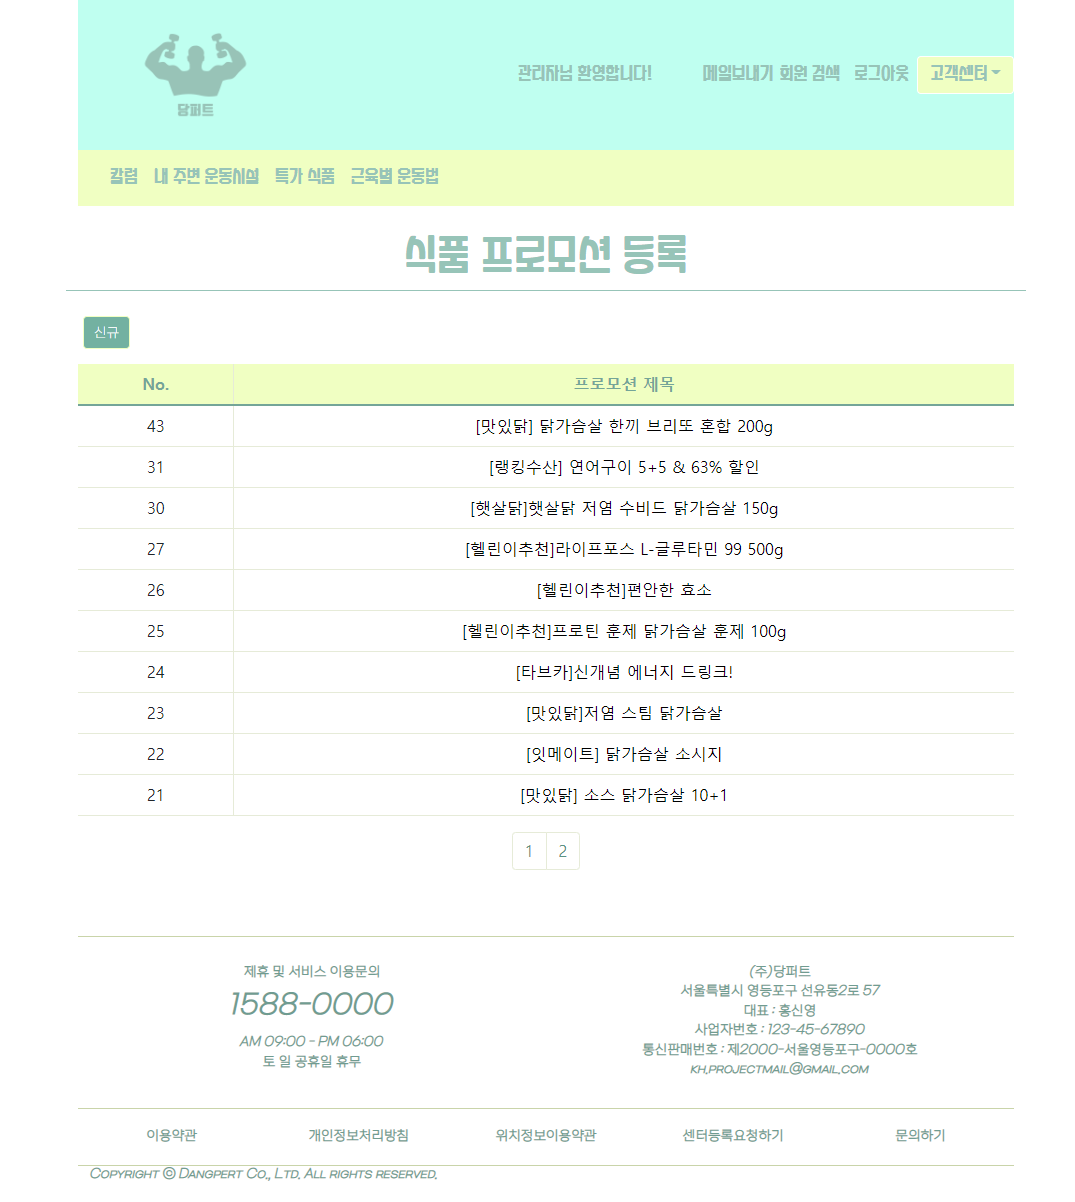 당퍼트
관리자님 환영합니다! 메일보내기 회원 검색 로그아웃 고객센터
칼럼 내 주변 운동시설 특가 식품 근육별 운동법
식품 프로모션 등록
신규
No. 프로모션 제목
43 [맛있닭] 닭가슴살 한끼 브리또 혼합 200g
31 [랭킹수산] 연어구이 5+5 & 63% 할인
30 [햇살닭]햇살닭 저염 수비드 닭가슴살 150g
27 [헬린이추천]라이프포스 L-글루타민 99 500g
26 [헬린이추천]편안한 효소
25 [헬린이추천]프로틴 훈제 닭가슴살 훈제 100g
24 [타브카]신개념 에너지 드링크!
23 [맛있닭]저염 스팀 닭가슴살
22 [잇메이트] 닭가슴살 소시지
21 [맛있닭] 소스 닭가슴살 10+1
1 2
제휴 및 서비스 이용문의
1588-0000
AM 09:00 - PM 06:00
토 일 공휴일 휴무
(주)당퍼트
서울특별시 영등포구 선유동2로 57
대표 : 홍신영
사업자번호 : 123-45-67890
통신판매번호 : 제2000-서울영등포구-0000호
KH.PROJECTMAIL@GMAIL.COM
이용약관 개인정보처리방침 위치정보이용약관 센터등록요청하기 문의하기
Copyright ⓒ Dangpert Co., Ltd. All rights reserved.